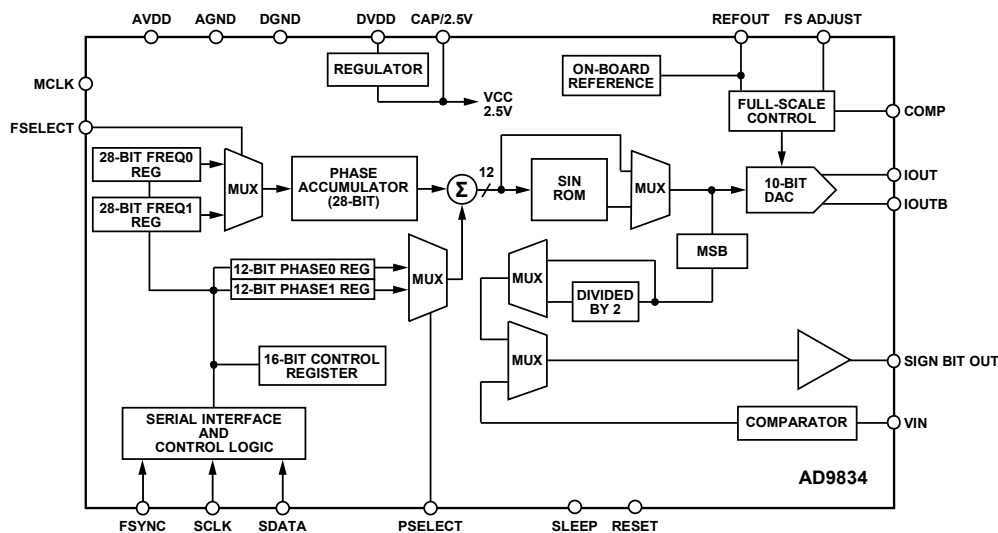 AVDD
AGND
DGND
DVDD
CAP/2.5V
REFOUT
FS ADJUST
MCLK
REGULATOR
ON-BOARD
REFERENCE
VCC
2.5V
FULL-SCALE
CONTROL
COMP
FSELECT
28-BIT FREQ0
REG
28-BIT FREQ1
REG
MUX
PHASE
ACCUMULATOR
(28-BIT)
Σ
12
SIN
ROM
MUX
10-BIT
DAC
IOUT
IOUTB
MSB
12-BIT PHASE0 REG
12-BIT PHASE1 REG
MUX
MUX
DIVIDED
BY 2
16-BIT CONTROL
REGISTER
MUX
SIGN BIT OUT
SERIAL INTERFACE
AND
CONTROL LOGIC
COMPARATOR
VIN
AD9834
FSYNC
SCLK
SDATA
PSELECT
SLEEP
RESET